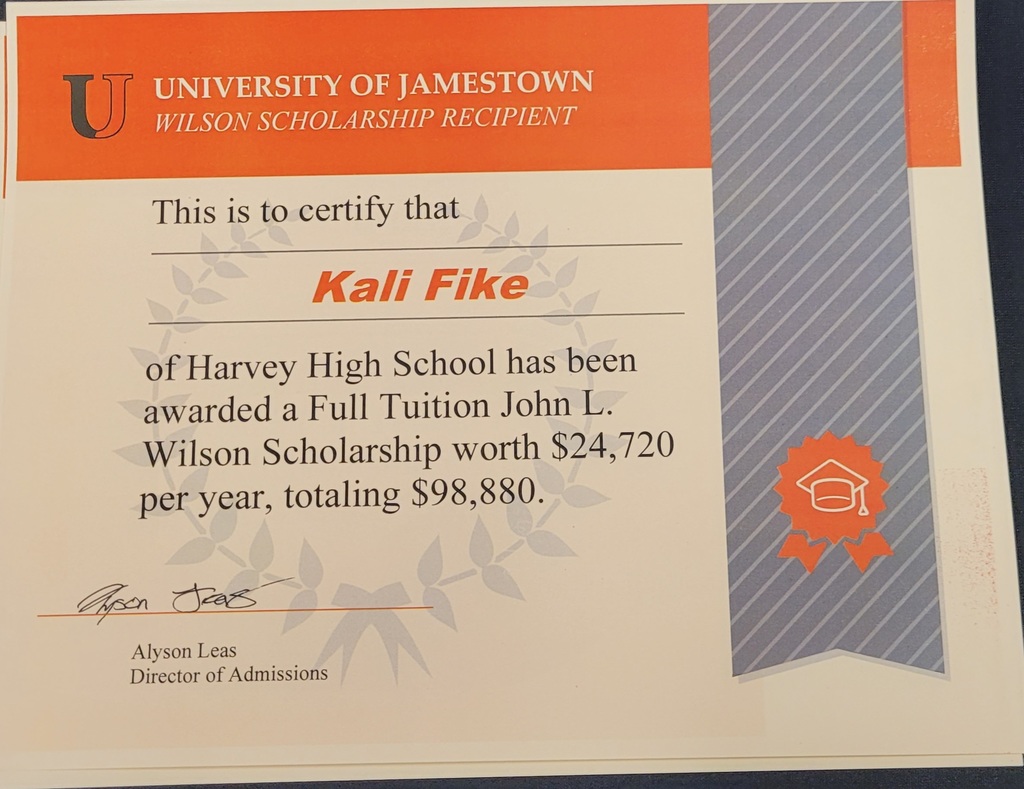 U
UNIVERSITY OF JAMESTOWN
WILSON SCHOLARSHIP RECIPIENT
This is to certify that
Kali Fike
of Harvey High School has been
awarded a Full Tuition John L.
Wilson Scholarship worth $24,720
per year, totaling $98,880.
Alyson Leas
Alyson Leas
Director of Admissions